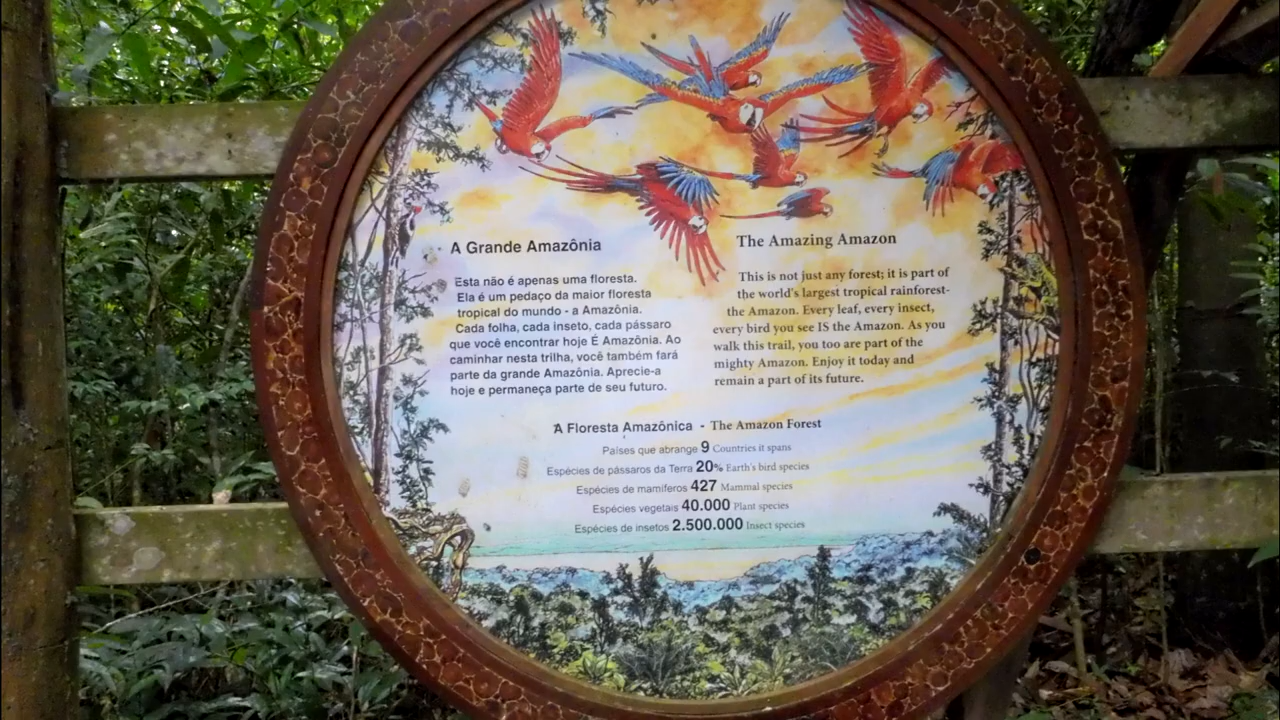 A Grande Amazônia
Esta não é apenas uma floresta.
Ela é um pedaço da maior floresta
tropical do mundo - a Amazônia.
Cada folha, cada inseto, cada pássaro
que você encontrar hoje É Amazônia. Ao
caminhar nesta trilha, você também fará
parte da grande Amazônia. Aprecie-a
hoje e permaneça parte de seu futuro.
The Amazing Amazon
This is not just any forest; it is part of
the world's largest tropical rainforest-
the Amazon. Every leaf, every insect,
every bird you see IS the Amazon. As you
walk this trail, you too are part of the
mighty Amazon. Enjoy it today and
remain a part of its future.
A Floresta Amazônica - The Amazon Forest
Países que abrange 9 Countries it spans
Espécies de pássaros da Terra 20% Earth's bird species
Espécies de mamíferos 427 Mammal species
Espécies vegetais 40.000 Plant species
Espécies de insetos 2.500.000 Insect species